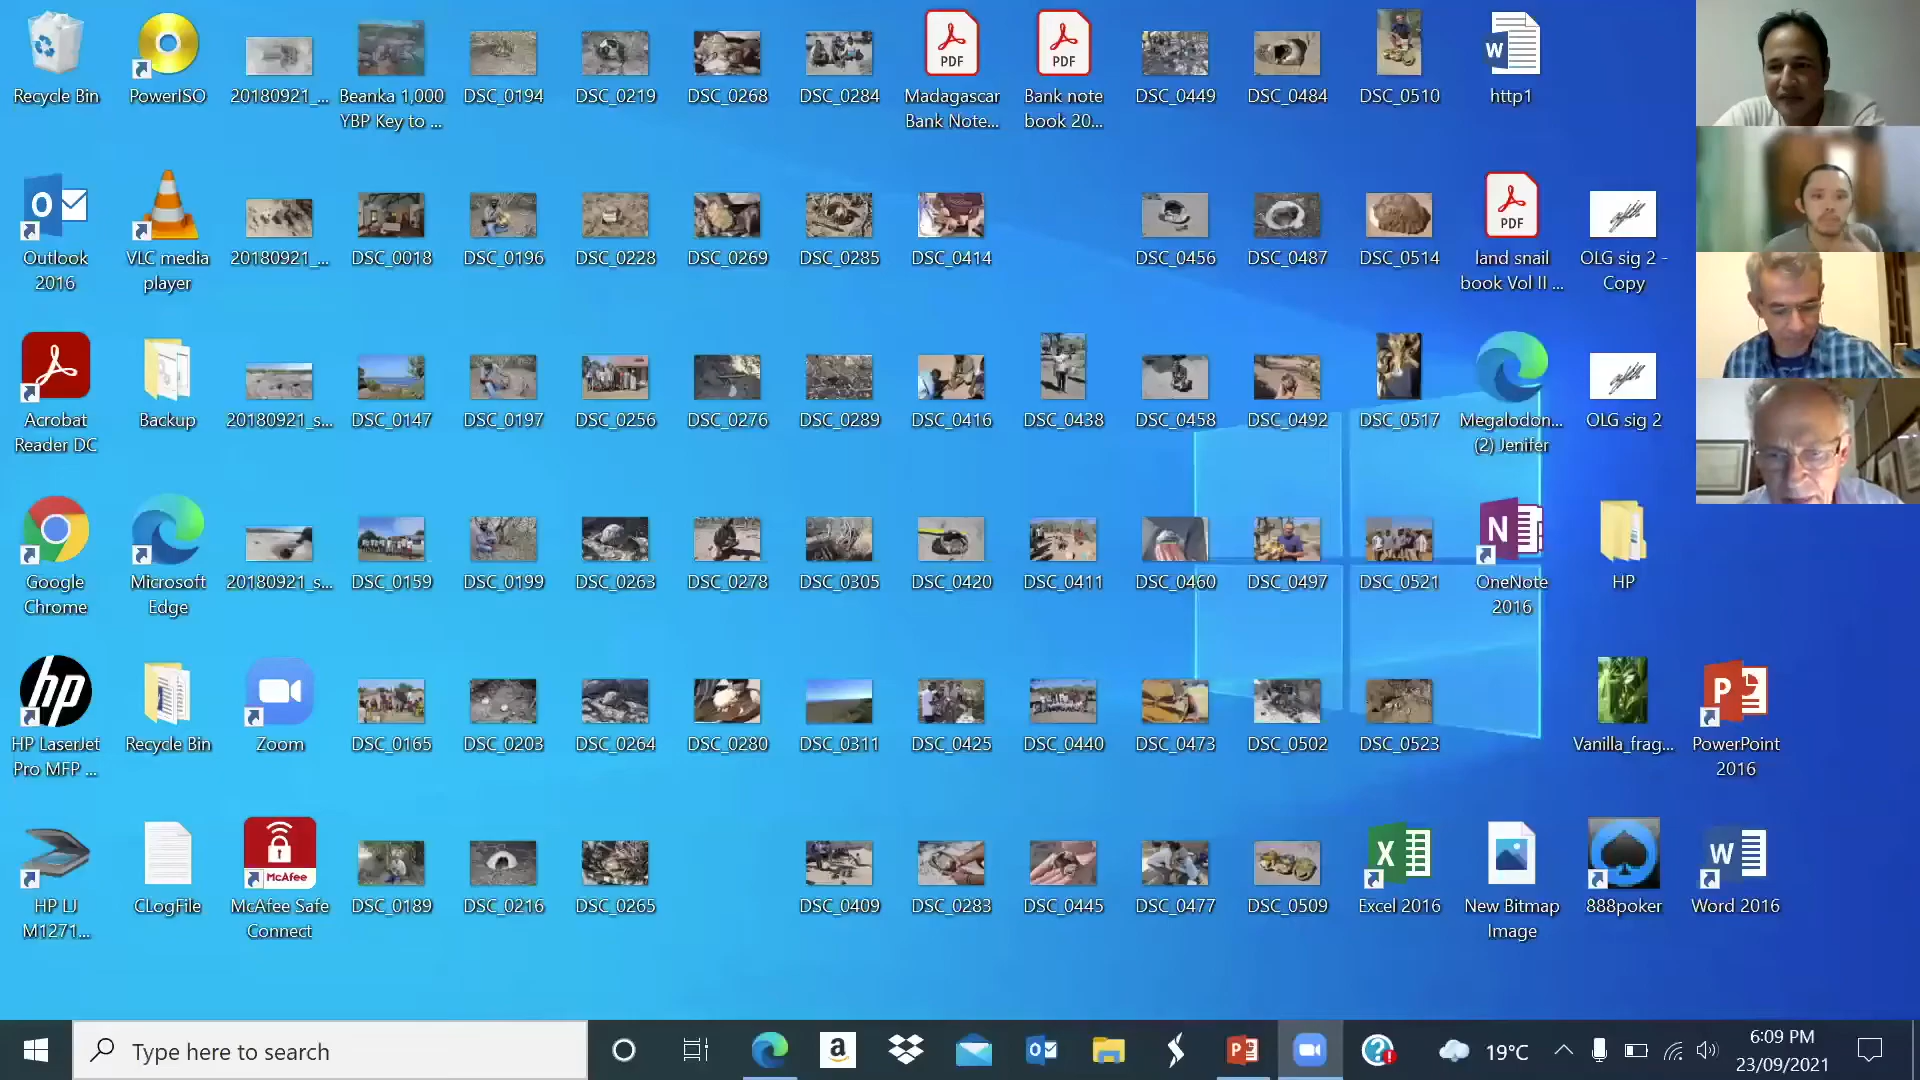 Recycle Bin
PowerISO
20180921_...
Beanka 1,000
YBP Key to ...
DSC_0194
DSC_0219
DSC_0268
DSC_0284
PDF
Madagascar
Bank Note...
PDF
Bank note
book 20...
DSC_0449
DSC_0484
DSC_0510
W
http1
Outlook
2016
VLC media
player
20180921_...
DSC_0018
DSC_0196
DSC_0228
DSC_0269
DSC_0285
DSC_0414
DSC_0456
DSC_0487
DSC_0514
PDF
land snail
book Vol II ...
OLG sig 2 -
Copy
Acrobat
Reader DC
Backup
20180921_s...
DSC_0147
DSC_0197
DSC_0256
DSC_0276
DSC_0289
DSC_0416
DSC_0438
DSC_0458
DSC_0492
DSC_0517
Megalodon...
(2) Jenifer
OLG sig 2
Google
Chrome
Microsoft
Edge
20180921_s...
DSC_0159
DSC_0199
DSC_0263
DSC_0278
DSC_0305
DSC_0420
DSC_0411
DSC_0460
DSC_0497
DSC_0521
N
OneNote
2016
HP
hp
HP LaserJet
Pro MFP ...
Recycle Bin
Zoom
DSC_0165
DSC_0203
DSC_0264
DSC_0280
DSC_0311
DSC_0425
DSC_0440
DSC_0473
DSC_0502
DSC_0523
Vanilla_frag...
P
PowerPoint
2016
HP LJ
M1271...
CLogFile
McAfee
McAfee Safe
Connect
DSC_0189
DSC_0216
DSC_0265
DSC_0409
DSC_0283
DSC_0445
DSC_0477
DSC_0509
X
Excel 2016
New Bitmap
Image
888poker
W
Word 2016
Type here to search
19°C
6:09 PM
23/09/2021